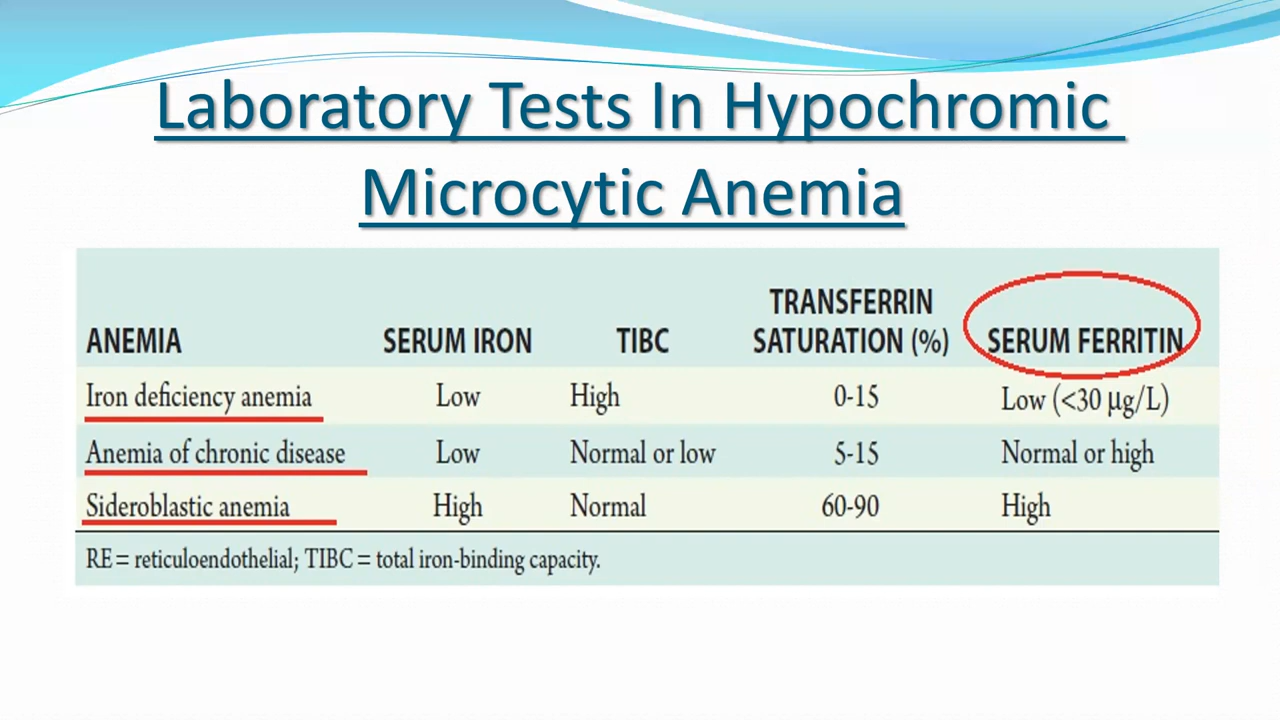 Laboratory Tests In Hypochromic
Microcytic Anemia
TRANSFERRIN
ANEMIA SERUM IRON TIBC SATURATION (%) SERUM FERRITIN
Iron deficiency anemia Low High 0-15 Low (<30 µg/L)
Anemia of chronic disease Low Normal or low 5-15 Normal or high
Sideroblastic anemia High Normal 60-90 High
RE = reticuloendothelial; TIBC = total iron-binding capacity.